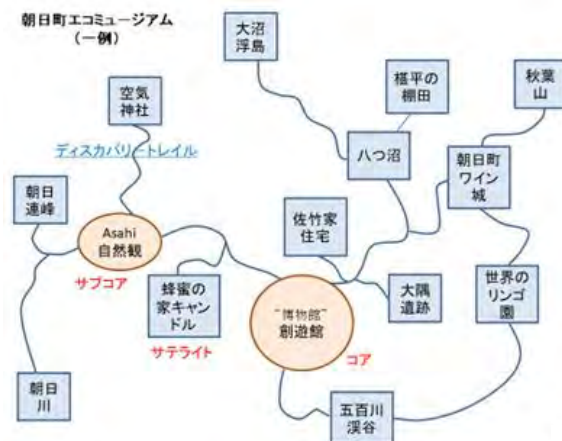 朝日町エコミュージアム
(一例)
大沼
浮島
椹平の
棚田
秋葉
山
空気
神社
ディスカバリートレイル
八つ沼
朝日町
ワイン
城
朝日
連峰
Asahi
自然観
サブコア
佐竹家
住宅
蜂蜜の
家キャン
ドル
サテライト
"博物館"
創遊館
コア
大隅
遺跡
世界の
リンゴ
園
朝日
川
五百川
渓谷